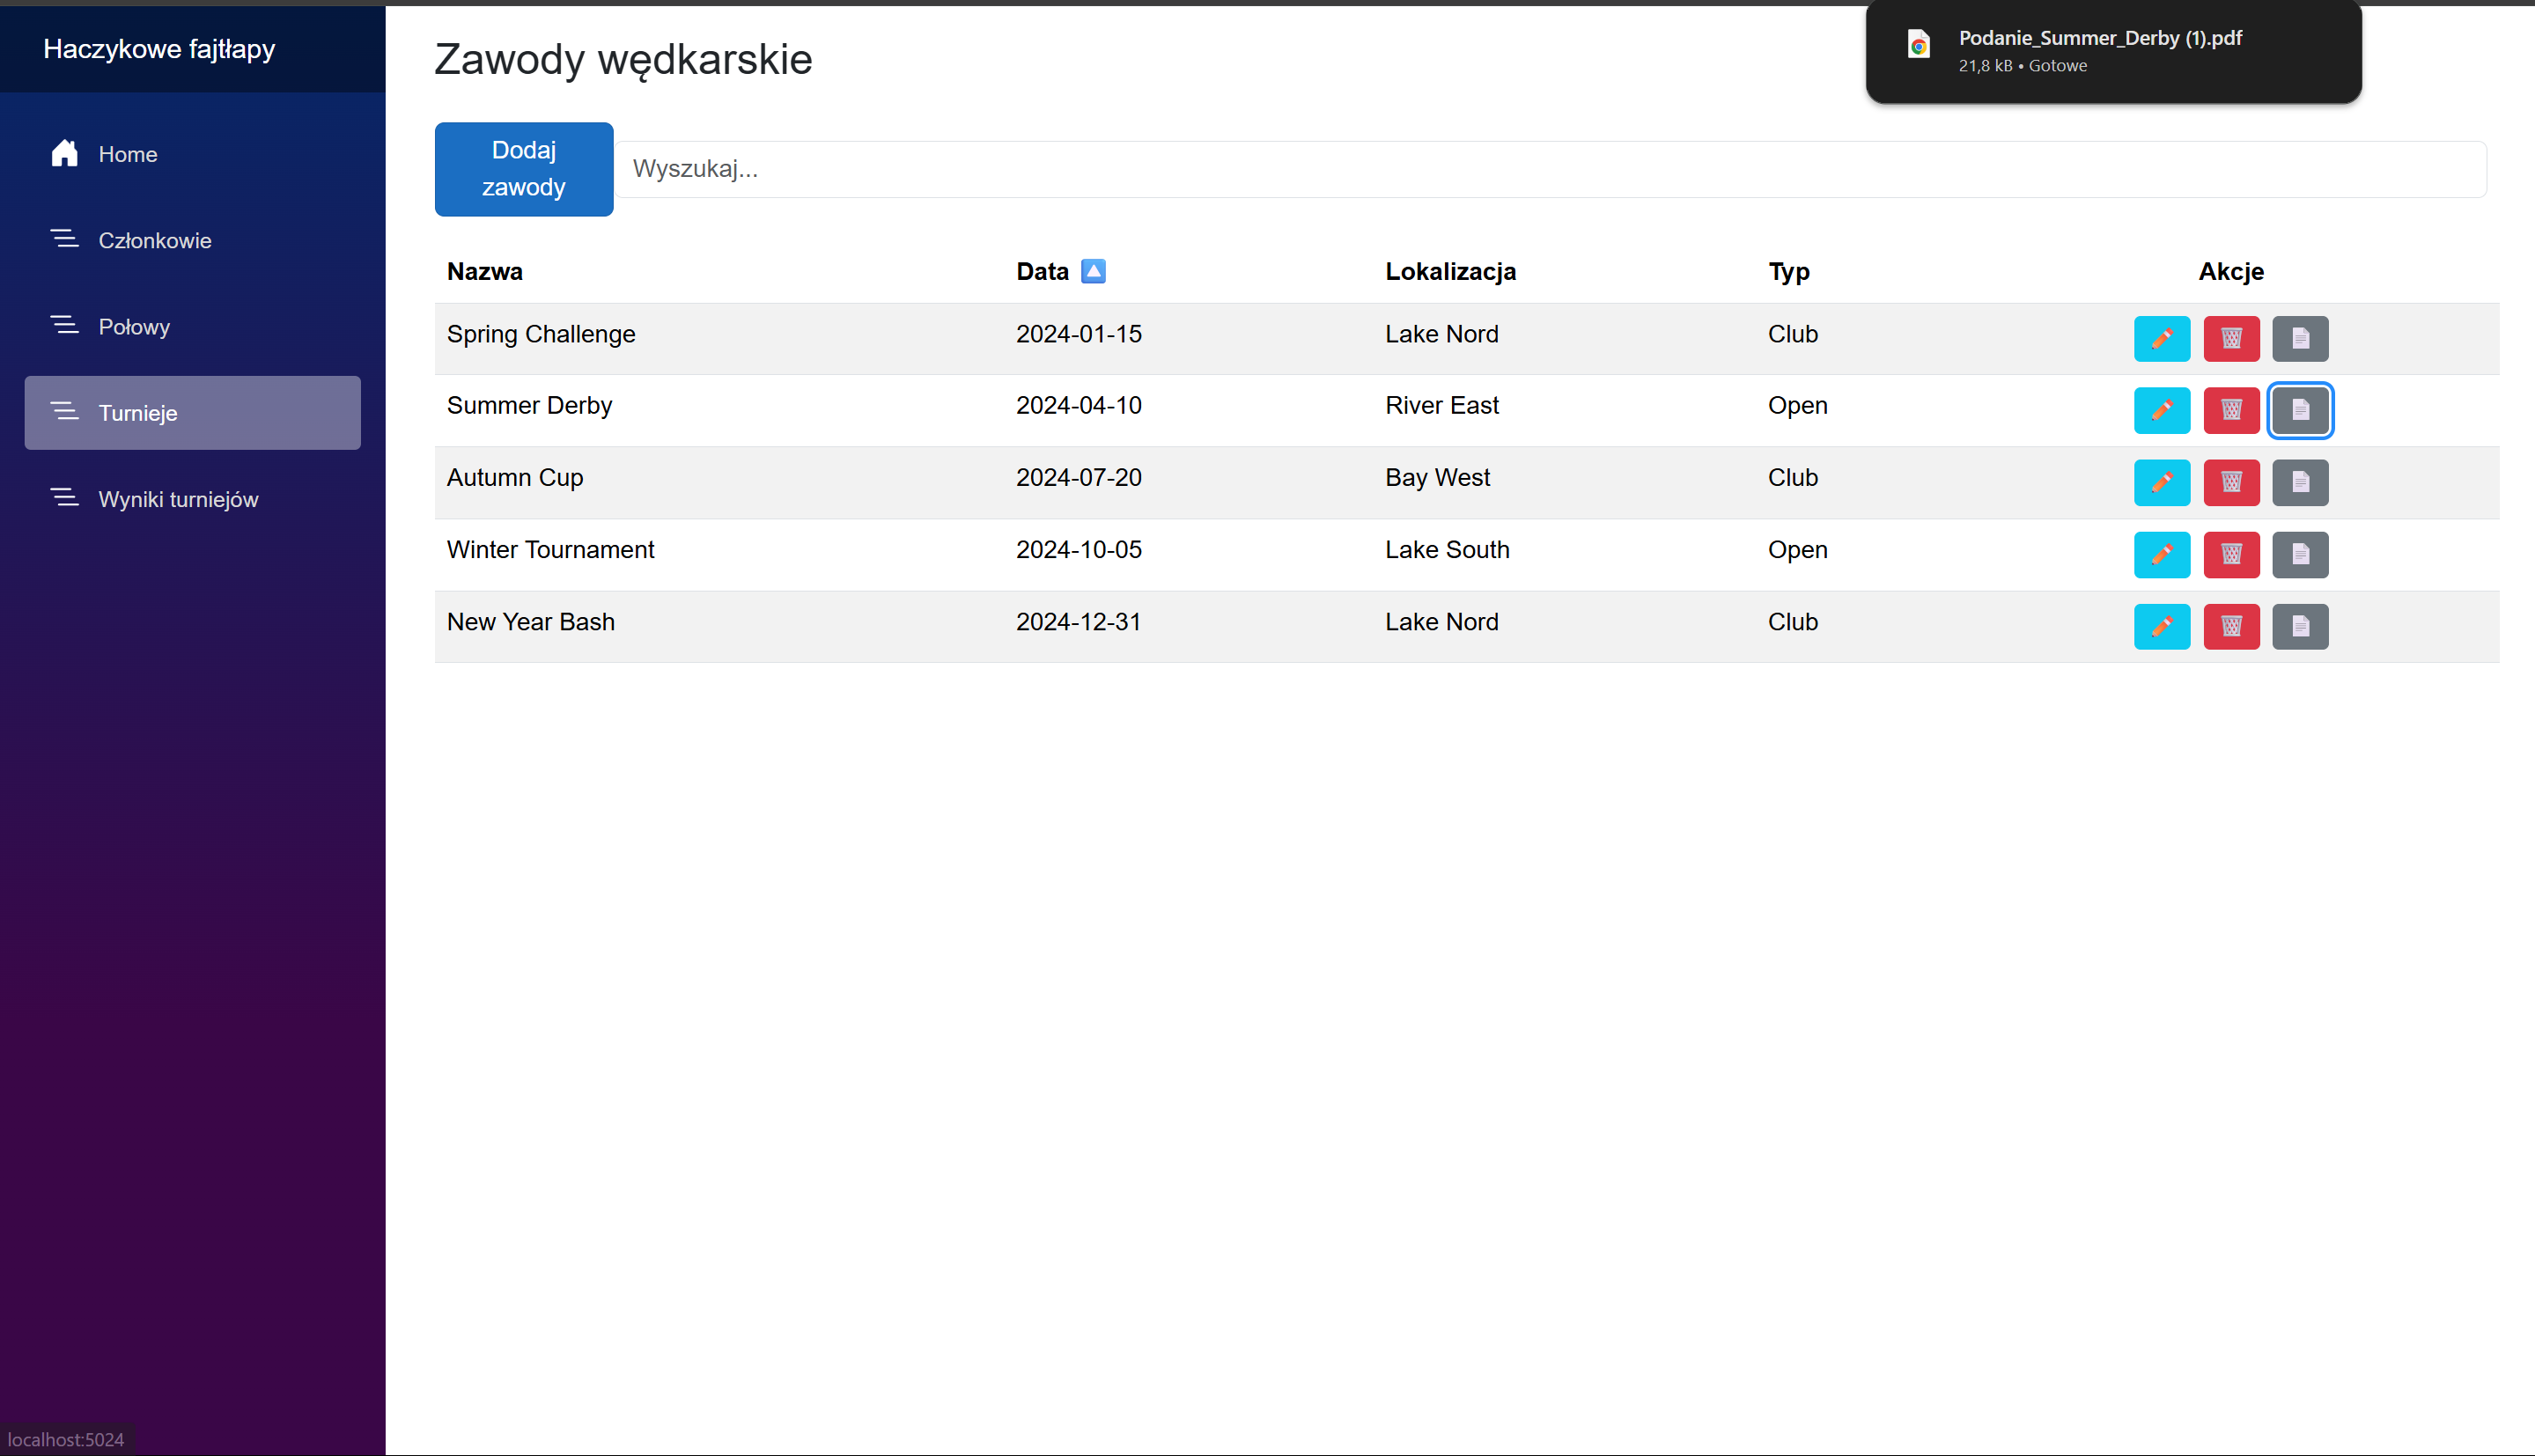 Haczykowe fajtłapy
Home
Członkowie
Połowy
Turnieje
Wyniki turniejów
localhost:5024
Podanie_Summer_Derby (1).pdf
21,8 kB • Gotowe
Zawody wędkarskie
Dodaj
zawody
Wyszukaj...
Nazwa Data Lokalizacja Typ Akcje
Spring Challenge 2024-01-15 Lake Nord Club
Summer Derby 2024-04-10 River East Open
Autumn Cup 2024-07-20 Bay West Club
Winter Tournament 2024-10-05 Lake South Open
New Year Bash 2024-12-31 Lake Nord Club